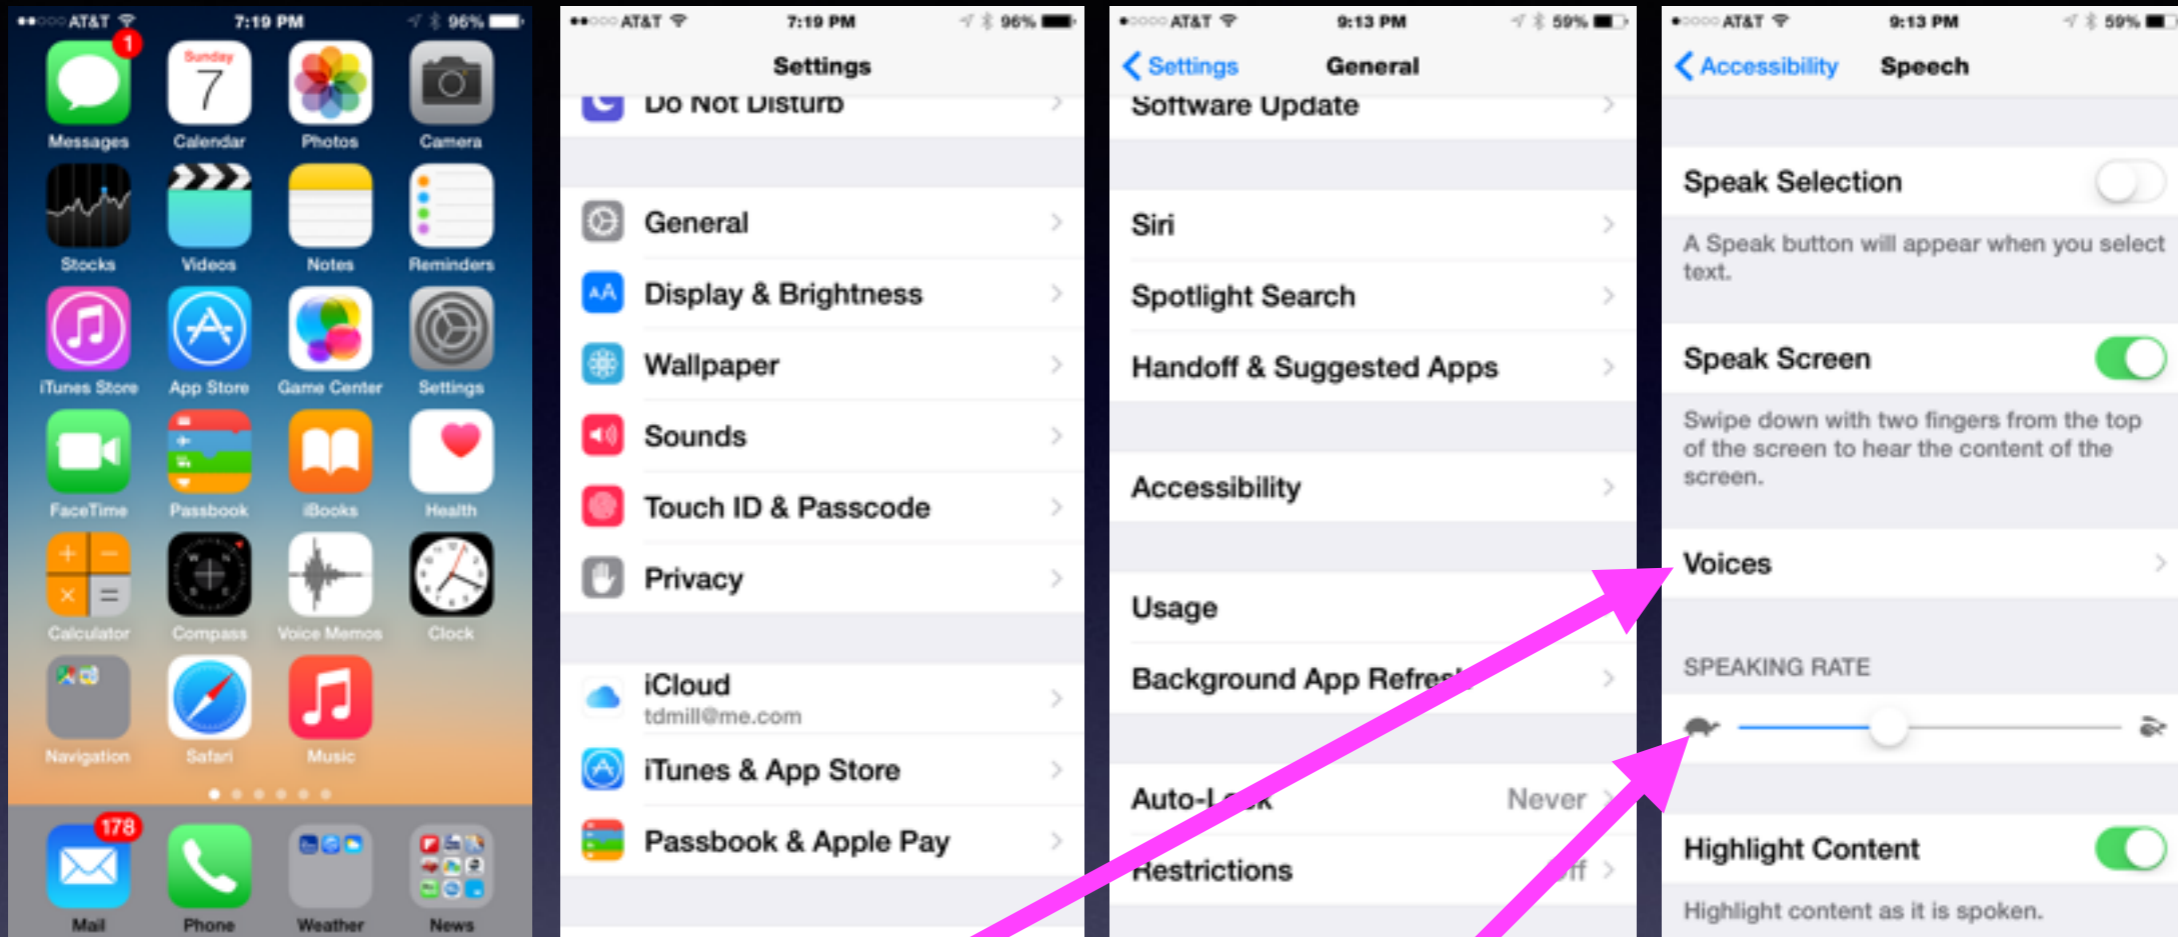 AT&T 7:19 PM 96%
1
Sunday
7
Messages Calendar Photos Camera
Stocks Videos Notes Reminders
iTunes Store App Store Game Center Settings
FaceTime Passbook iBooks Health
Calculator Compass Voice Memos Clock
Navigation Safari Music
178
Mail Phone Weather News
AT&T 7:19 PM 96%
Settings
Do Not Disturb
General
AA Display & Brightness
Wallpaper
Sounds
Touch ID & Passcode
Privacy
iCloud
tdmill@me.com
iTunes & App Store
Passbook & Apple Pay
AT&T 9:13 PM 59%
Settings General
Software Update
Siri
Spotlight Search
Handoff & Suggested Apps
Accessibility
Usage
Background App Refresh
Auto-Lock Never
Restrictions Off
AT&T 9:13 PM 59%
Accessibility Speech
Speak Selection
A Speak button will appear when you select
text.
Speak Screen
Swipe down with two fingers from the top
of the screen to hear the content of the
screen.
Voices
SPEAKING RATE
Highlight Content
Highlight content as it is spoken.